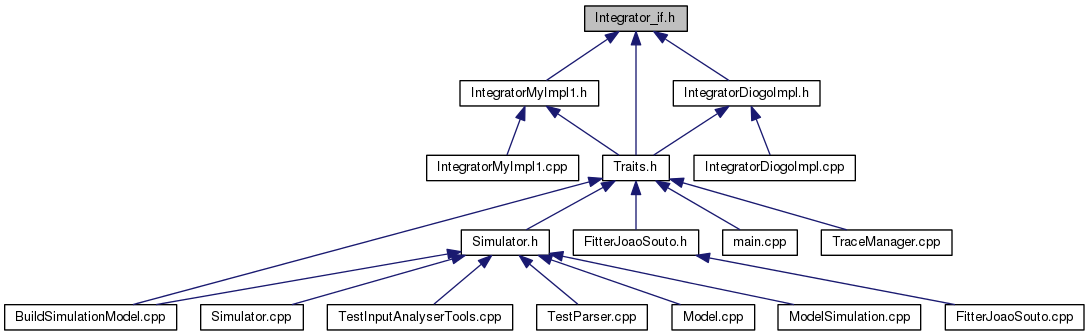 Integrator_if.h
IntegratorMyImpl1.h
IntegratorDiogoImpl.h
IntegratorMyImpl1.cpp
Traits.h
IntegratorDiogoImpl.cpp
Simulator.h
FitterJoaoSouto.h
main.cpp
TraceManager.cpp
BuildSimulationModel.cpp
Simulator.cpp
TestInputAnalyserTools.cpp
TestParser.cpp
Model.cpp
ModelSimulation.cpp
FitterJoaoSouto.cpp